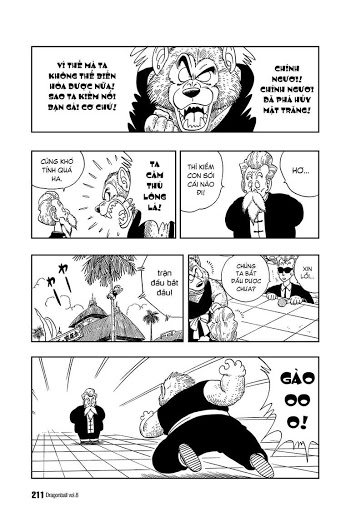 VÌ THẾ MÀ TA
KHÔNG THỂ BIẾN
HÓA ĐƯỢC NỮA!
SAO TA KIẾM NỔI
BẠN GÁI CƠ CHỨ!
CHÍNH
NGƯƠI!
CHÍNH NGƯƠI
ĐÃ PHÁ HỦY
MẶT TRĂNG!
CŨNG KHÓ
TÍNH QUÁ
HA.
TA
CĂM
THÙ
LÔNG
LÁ!
THÌ KIẾM
CON SÓI
CÁI NÀO
ĐI!
HƠ...
trận
đấu bắt
đầu!
CHÚNG
TA BẮT
ĐẦU ĐƯỢC
CHƯA?
XIN
LỖI...
GÀO
OO
O!
211 Dragonball vol.8